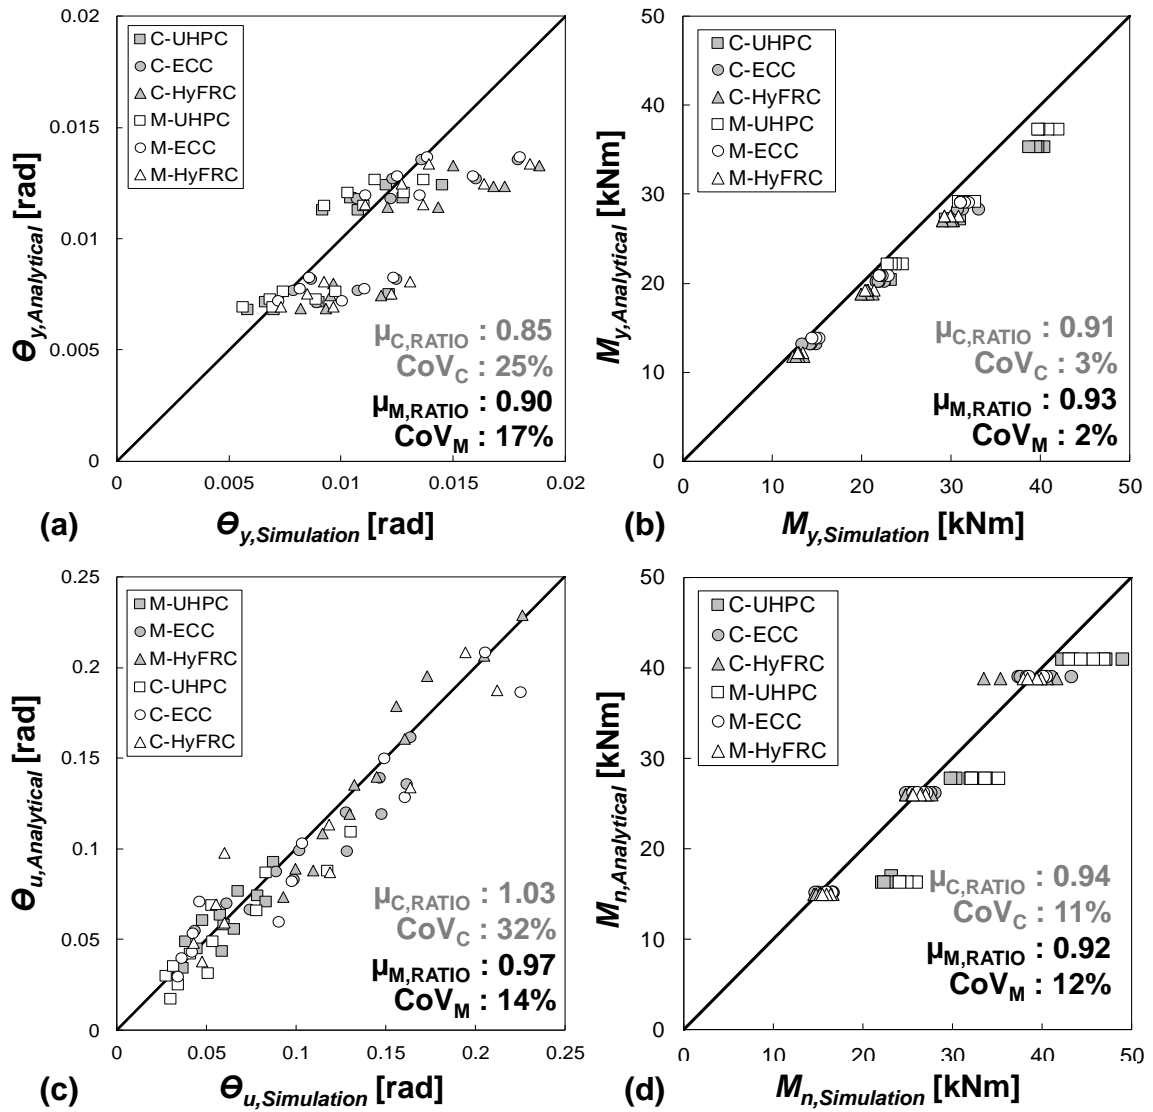 0.02
C-UHPC
C-ECC
C-HyFRC
M-UHPC
M-ECC
M-HyFRC
0.015
0.01
0.005
0
ϴy,Analytical [rad]
μC,RATIO : 0.85
CoVC : 25%
μM,RATIO : 0.90
CoVM : 17%
0 0.005 0.01 0.015 0.02
(a) ϴy,Simulation [rad]
50
C-UHPC
C-ECC
C-HyFRC
M-UHPC
M-ECC
M-HyFRC
40
30
20
10
0
My,Analytical [kNm]
μC,RATIO : 0.91
CoVC : 3%
μM,RATIO : 0.93
CoVM : 2%
0 10 20 30 40 50
(b) My,Simulation [kNm]
0.25
M-UHPC
M-ECC
M-HyFRC
C-UHPC
C-ECC
C-HyFRC
0.2
0.15
0.1
0.05
0
ϴu,Analytical [rad]
μC,RATIO : 1.03
CoVC : 32%
μM,RATIO : 0.97
CoVM : 14%
0 0.05 0.1 0.15 0.2 0.25
(c) ϴu,Simulation [rad]
50
C-UHPC
C-ECC
C-HyFRC
M-UHPC
M-ECC
M-HyFRC
40
30
20
10
0
Mn,Analytical [kNm]
μC,RATIO : 0.94
CoVC : 11%
μM,RATIO : 0.92
CoVM : 12%
0 10 20 30 40 50
(d) Mn,Simulation [kNm]